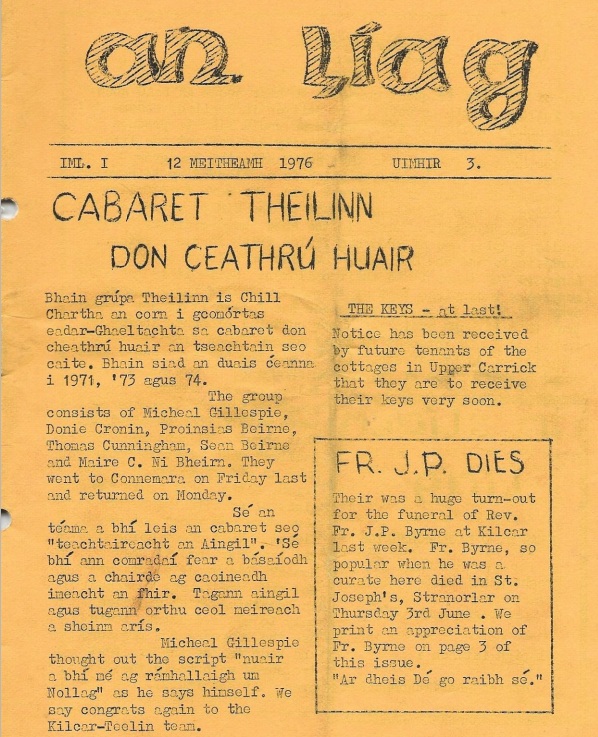 an liag
IML. I 12 MEITHEAMH 1976 UIMHIR 3.
CABARET THEILINN
DON CEATHRÚ HUAIR
Bhain grúpa Theilinn is Chill
Chartha an corn i gcomórtas
eadar-Ghaeltachta sa cabaret don
cheathrú huair an tseachtain seo
caite. Bhain siad an duais ceanna
i 1971, '73 agus 74.
The group
consists of Micheal Gillespie,
Donie Cronin, Proinsias Beirne,
Thomas Cunningham, Sean Beirne
and Maire C. Ni Bheirn. They
went to Connemara on Friday last
and returned on Monday.
Sé an
téama a bhí leis an cabaret seo
"teachtaireacht an Aingil". 'Sé
bhí ann comradaí fear a básaíodh
agus a chairde ag caoineadh
imeacht an fhir. Tagann aingil
agus tugann orthu ceol meireach
a sheinm arís.
Micheal Gillespie
thought out the script "nuair
a bhí mé ag rámhallaigh um
Nollag" as he says himself. We
say congrats again to the
Kilcar-Teelin team.
THE KEYS - at last!
Notice has been received
by future tenants of the
cottages in Upper Carrick
that they are to receive
their keys very soon.
FR. J.P. DIES
Their was a huge turn-out
for the funeral of Rev.
Fr. J.P. Byrne at Kilcar
last week. Fr. Byrne, so
popular when he was a
curate here died in St.
Joseph's, Stranorlar on
Thursday 3rd June . We
print an appreciation of
Fr. Byrne on page 3 of
this issue.
"Ar dheis Dé go raibh sé."